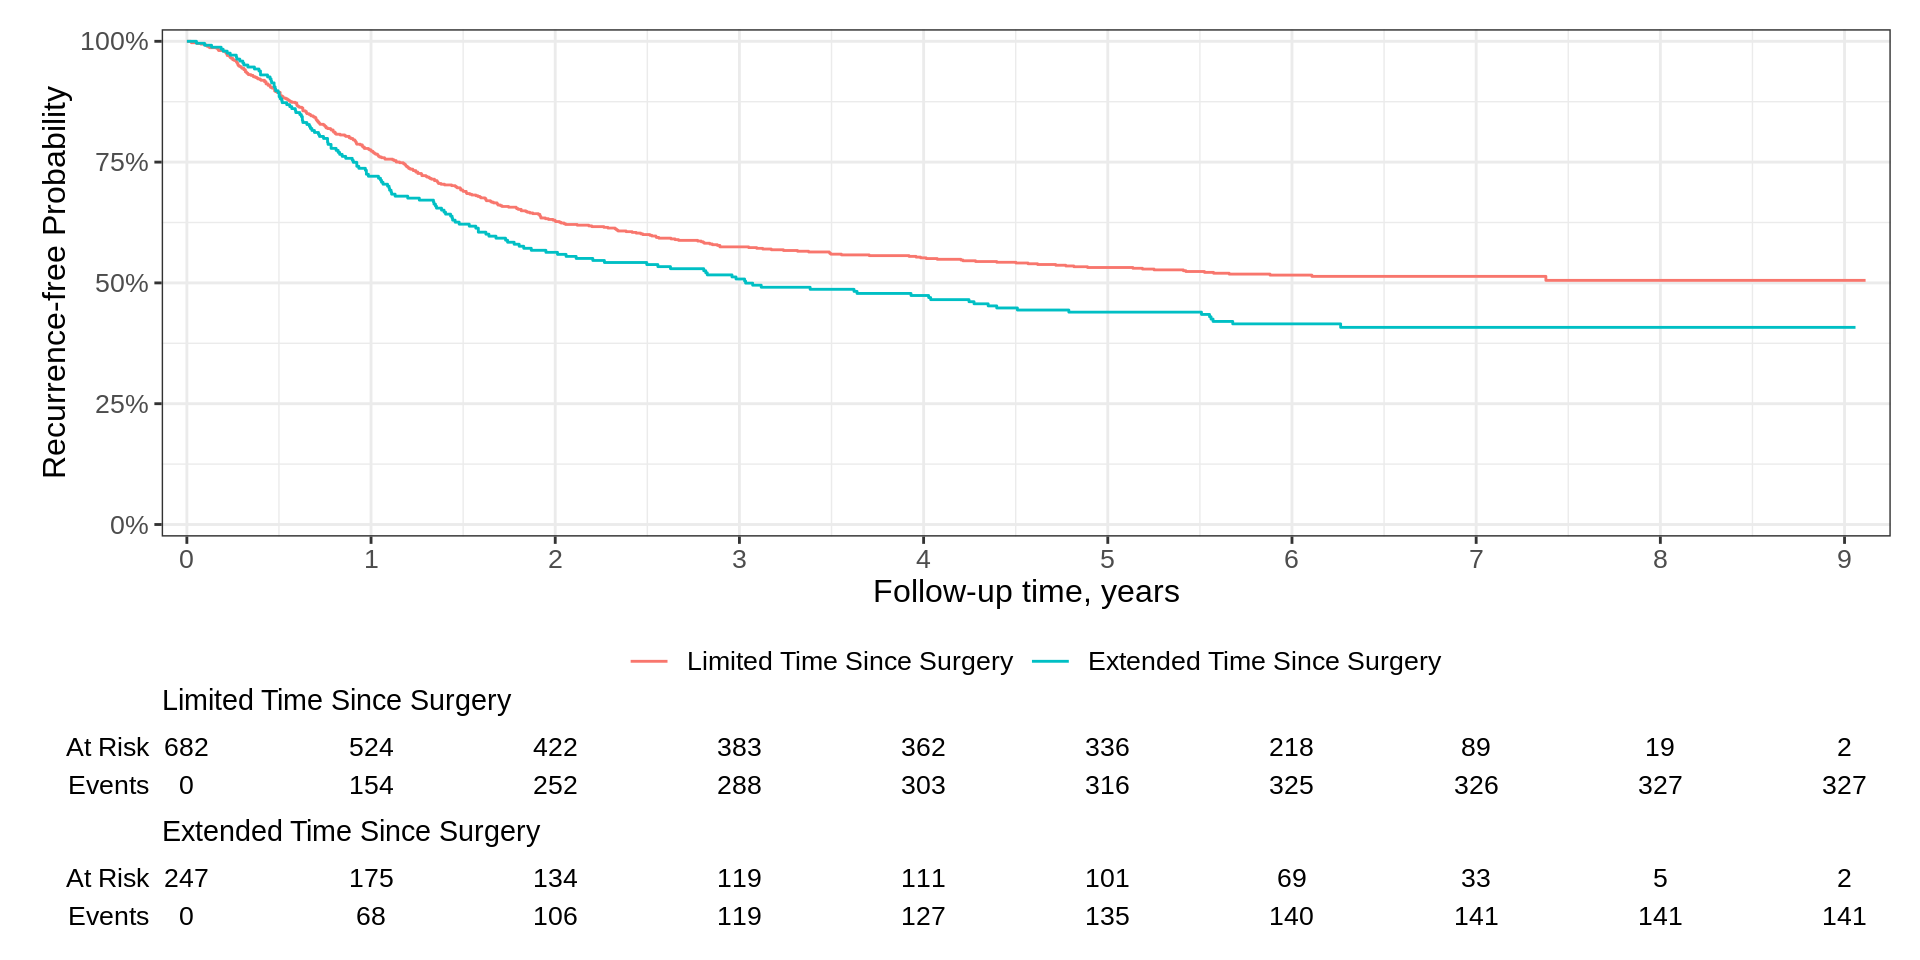 100%
75%
50%
25%
0%
Recurrence-free Probability
0 1 2 3 4 5 6 7 8 9
Follow-up time, years
Limited Time Since Surgery Extended Time Since Surgery
Limited Time Since Surgery
At Risk 682 524 422 383 362 336 218 89 19 2
Events 0 154 252 288 303 316 325 326 327 327
Extended Time Since Surgery
At Risk 247 175 134 119 111 101 69 33 5 2
Events 0 68 106 119 127 135 140 141 141 141